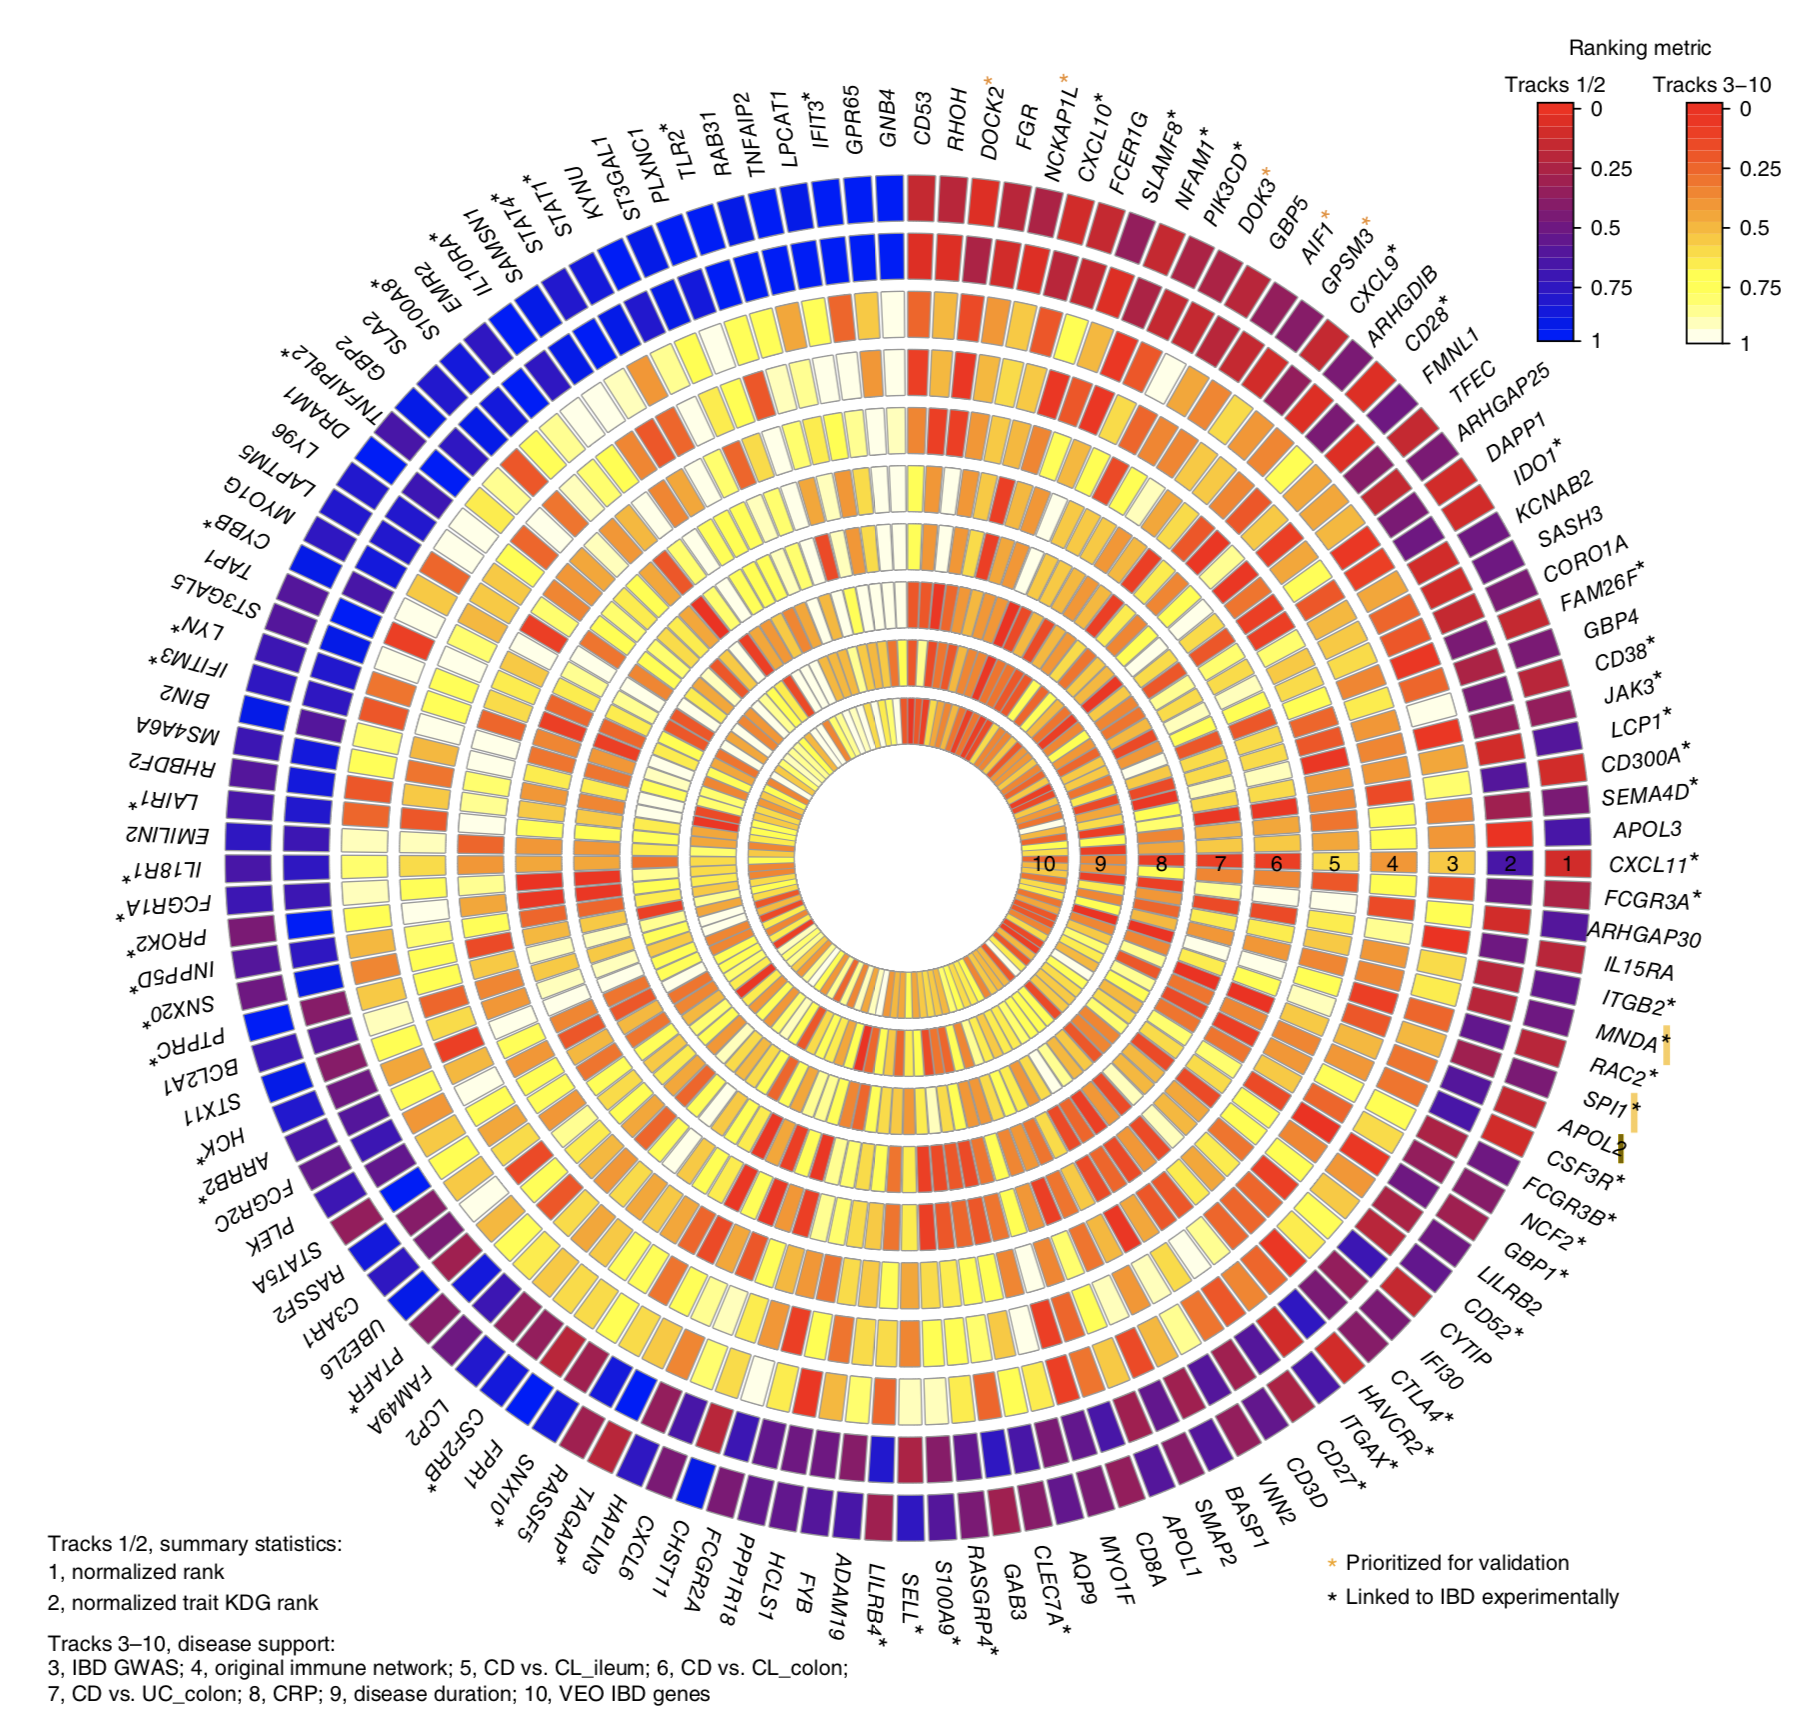 Ranking metric
Tracks 1/2
Tracks 3–10
0
0.25
0.5
0.75
1
0
0.25
0.5
0.75
1
CD53
RHOH
DOCK2*
FGR
NCKAP1L*
CXCL10*
FCER1G
SLAMF8*
NFAM1*
PIK3CD*
DOK3*
GBP5
AIF1*
GPSM3*
CXCL9*
ARHGDIB
CD28*
FMNL1
TFEC
ARHGAP25
DAPP1
IDO1*
KCNAB2
SASH3
CORO1A
FAM26F*
GBP4
CD38*
JAK3*
LCP1*
CD300A*
SEMA4D*
APOL3
CXCL11*
FCGR3A*
ARHGAP30
IL15RA
ITGB2*
MNDA*
RAC2*
SPI1*
APOL2
CSF3R*
FCGR3B*
NCF2*
GBP1*
LILRB2
CD52*
CYTIP
IFI30
CTLA4*
HAVCR2*
ITGAX*
CD27*
CD3D
VNN2
BASP1
SMAP2
APOL1
CD8A
MYO1F
AQP9
CLEC7A*
GAB3
RASGRP4*
S100A9*
SELL*
LILRB4*
ADAM19
FYB
HCLS1
PPP1R18
FCGR2A
CHST11
CXCL6
HAPLN3
TAGAP*
RASSF5
SNX10*
FPR1
CSF2RB*
LCP2
FAM49A
PTAFR*
UBE2L6
C3AR1
RASSF2
STAT5A
PLEK
FCGR2C
ARRB2*
HCK*
STX11
BCL2A1
PTPRC*
SNX20*
INPP5D*
PROK2*
FCGR1A*
IL18R1*
EMILIN2
LAIR1*
RHBDF2
MS4A6A
BIN2
IFITM3*
LYN*
ST3GAL5
TAP1
CYBB*
MYO1G
LAPTM5
LY96
DRAM1
TNFAIP8L2*
GBP2
SLA2
S100A8*
EMR2
IL10RA*
SAMSN1
STAT4*
STAT1*
KYNU
ST3GAL1
PLXNC1
TLR2*
RAB31
TNFAIP2
LPCAT1
IFIT3*
GPR65
GNB4
10 9 8 7 6 5 4 3 2 1
Tracks 1/2, summary statistics:
1, normalized rank
2, normalized trait KDG rank
Tracks 3–10, disease support:
3, IBD GWAS; 4, original immune network; 5, CD vs. CL_ileum; 6, CD vs. CL_colon;
7, CD vs. UC_colon; 8, CRP; 9, disease duration; 10, VEO IBD genes
* Prioritized for validation
* Linked to IBD experimentally